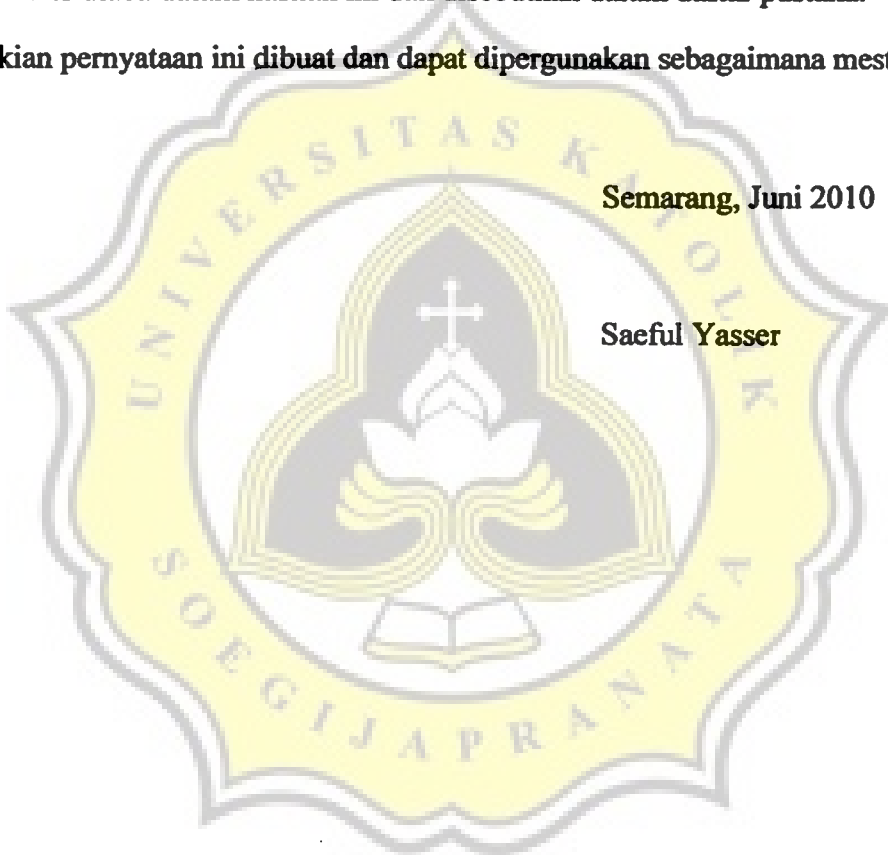 kian pernyataan ini dibuat dan dapat dipergunakan sebagaimana mest
Semarang, Juni 2010
Saeful Yasser
UNIVERSITAS KATOLIK
SOEGIJAPRANATA